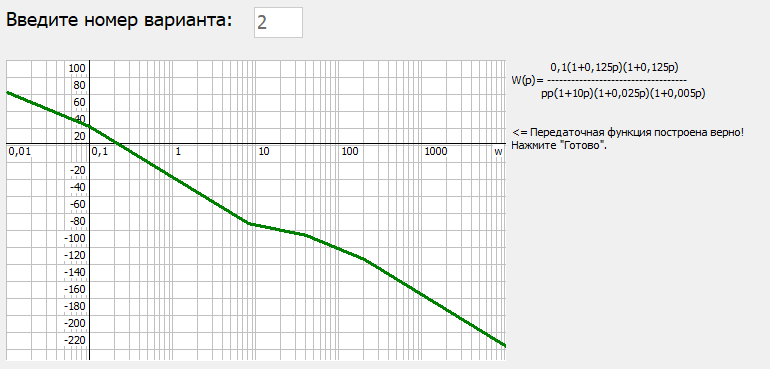 Введите номер варианта: 2
100
80
60
40
20
0,01 0,1 1 10 100 1000 w
-20
-40
-60
-80
-100
-120
-140
-160
-180
-200
-220
0,1(1+0,125p)(1+0,125p)
W(p)= -----------------------------------
pp(1+10p)(1+0,025p)(1+0,005p)
<= Передаточная функция построена верно!
Нажмите "Готово".